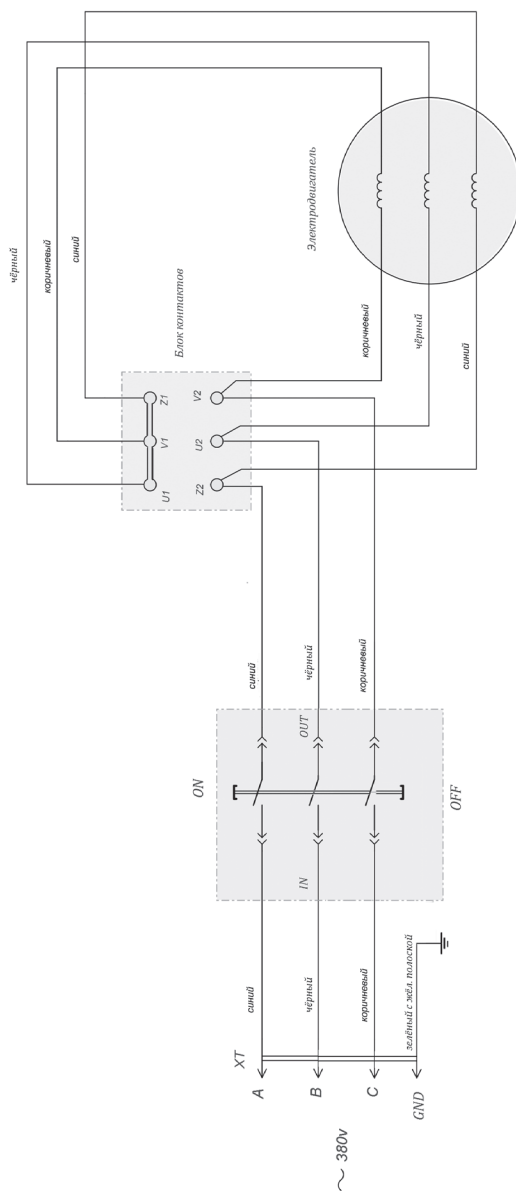 чёрный
коричневый
синий
Электродвигатель
Блок контактов
коричневый
чёрный
синий
Z1
V1
U1
V2
U2
Z2
синий
чёрный
коричневый
ON
OUT
IN
OFF
синий
чёрный
коричневый
зелёный с жёл. полоской
XT
A
B
C
GND
~ 380v